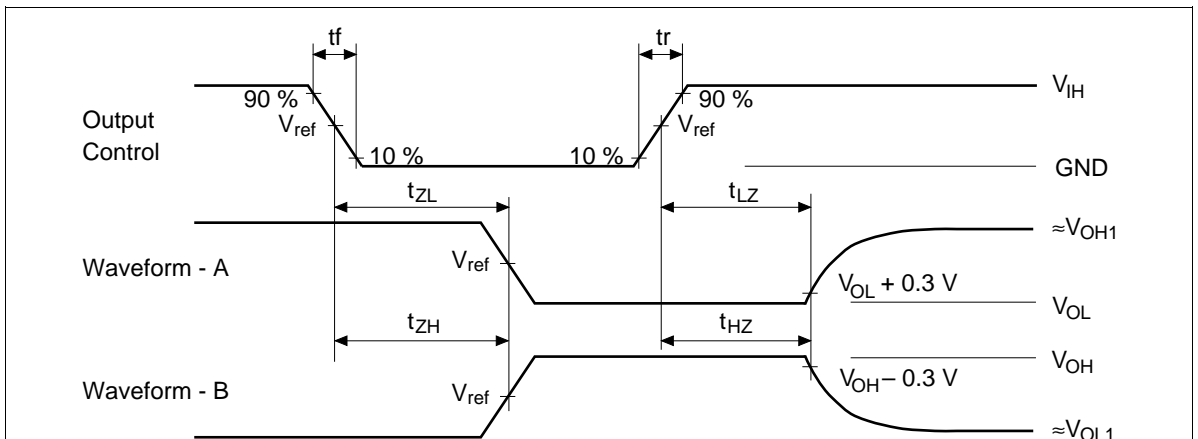 tf
tr
90 %
90 %
V_IH
Output
Control
V_ref
V_ref
10 %
10 %
GND
t_ZL
t_LZ
≈V_OH1
Waveform - A
V_ref
V_OL + 0.3 V
V_OL
t_ZH
t_HZ
V_OH
V_OH – 0.3 V
Waveform - B
V_ref
≈V_OL1